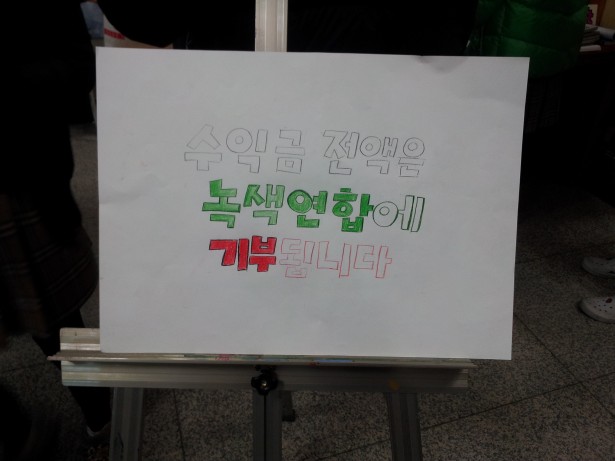 수익금 전액은
녹색연합에
기부됩니다